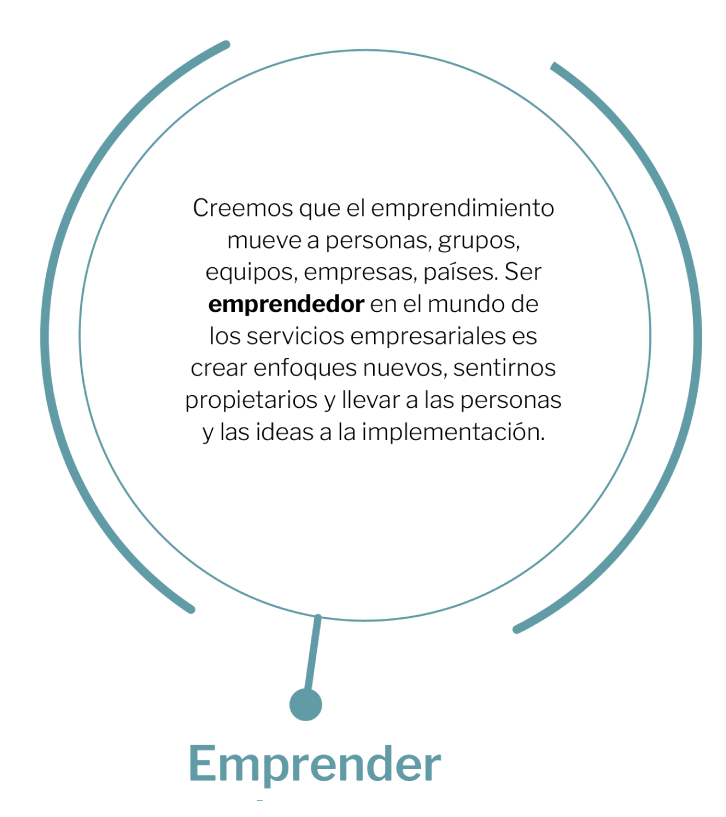 Creemos que el emprendimiento
mueve a personas, grupos,
equipos, empresas, países. Ser
emprendedor en el mundo de
los servicios empresariales es
crear enfoques nuevos, sentirnos
propietarios y llevar a las personas
y las ideas a la implementación.
Emprender